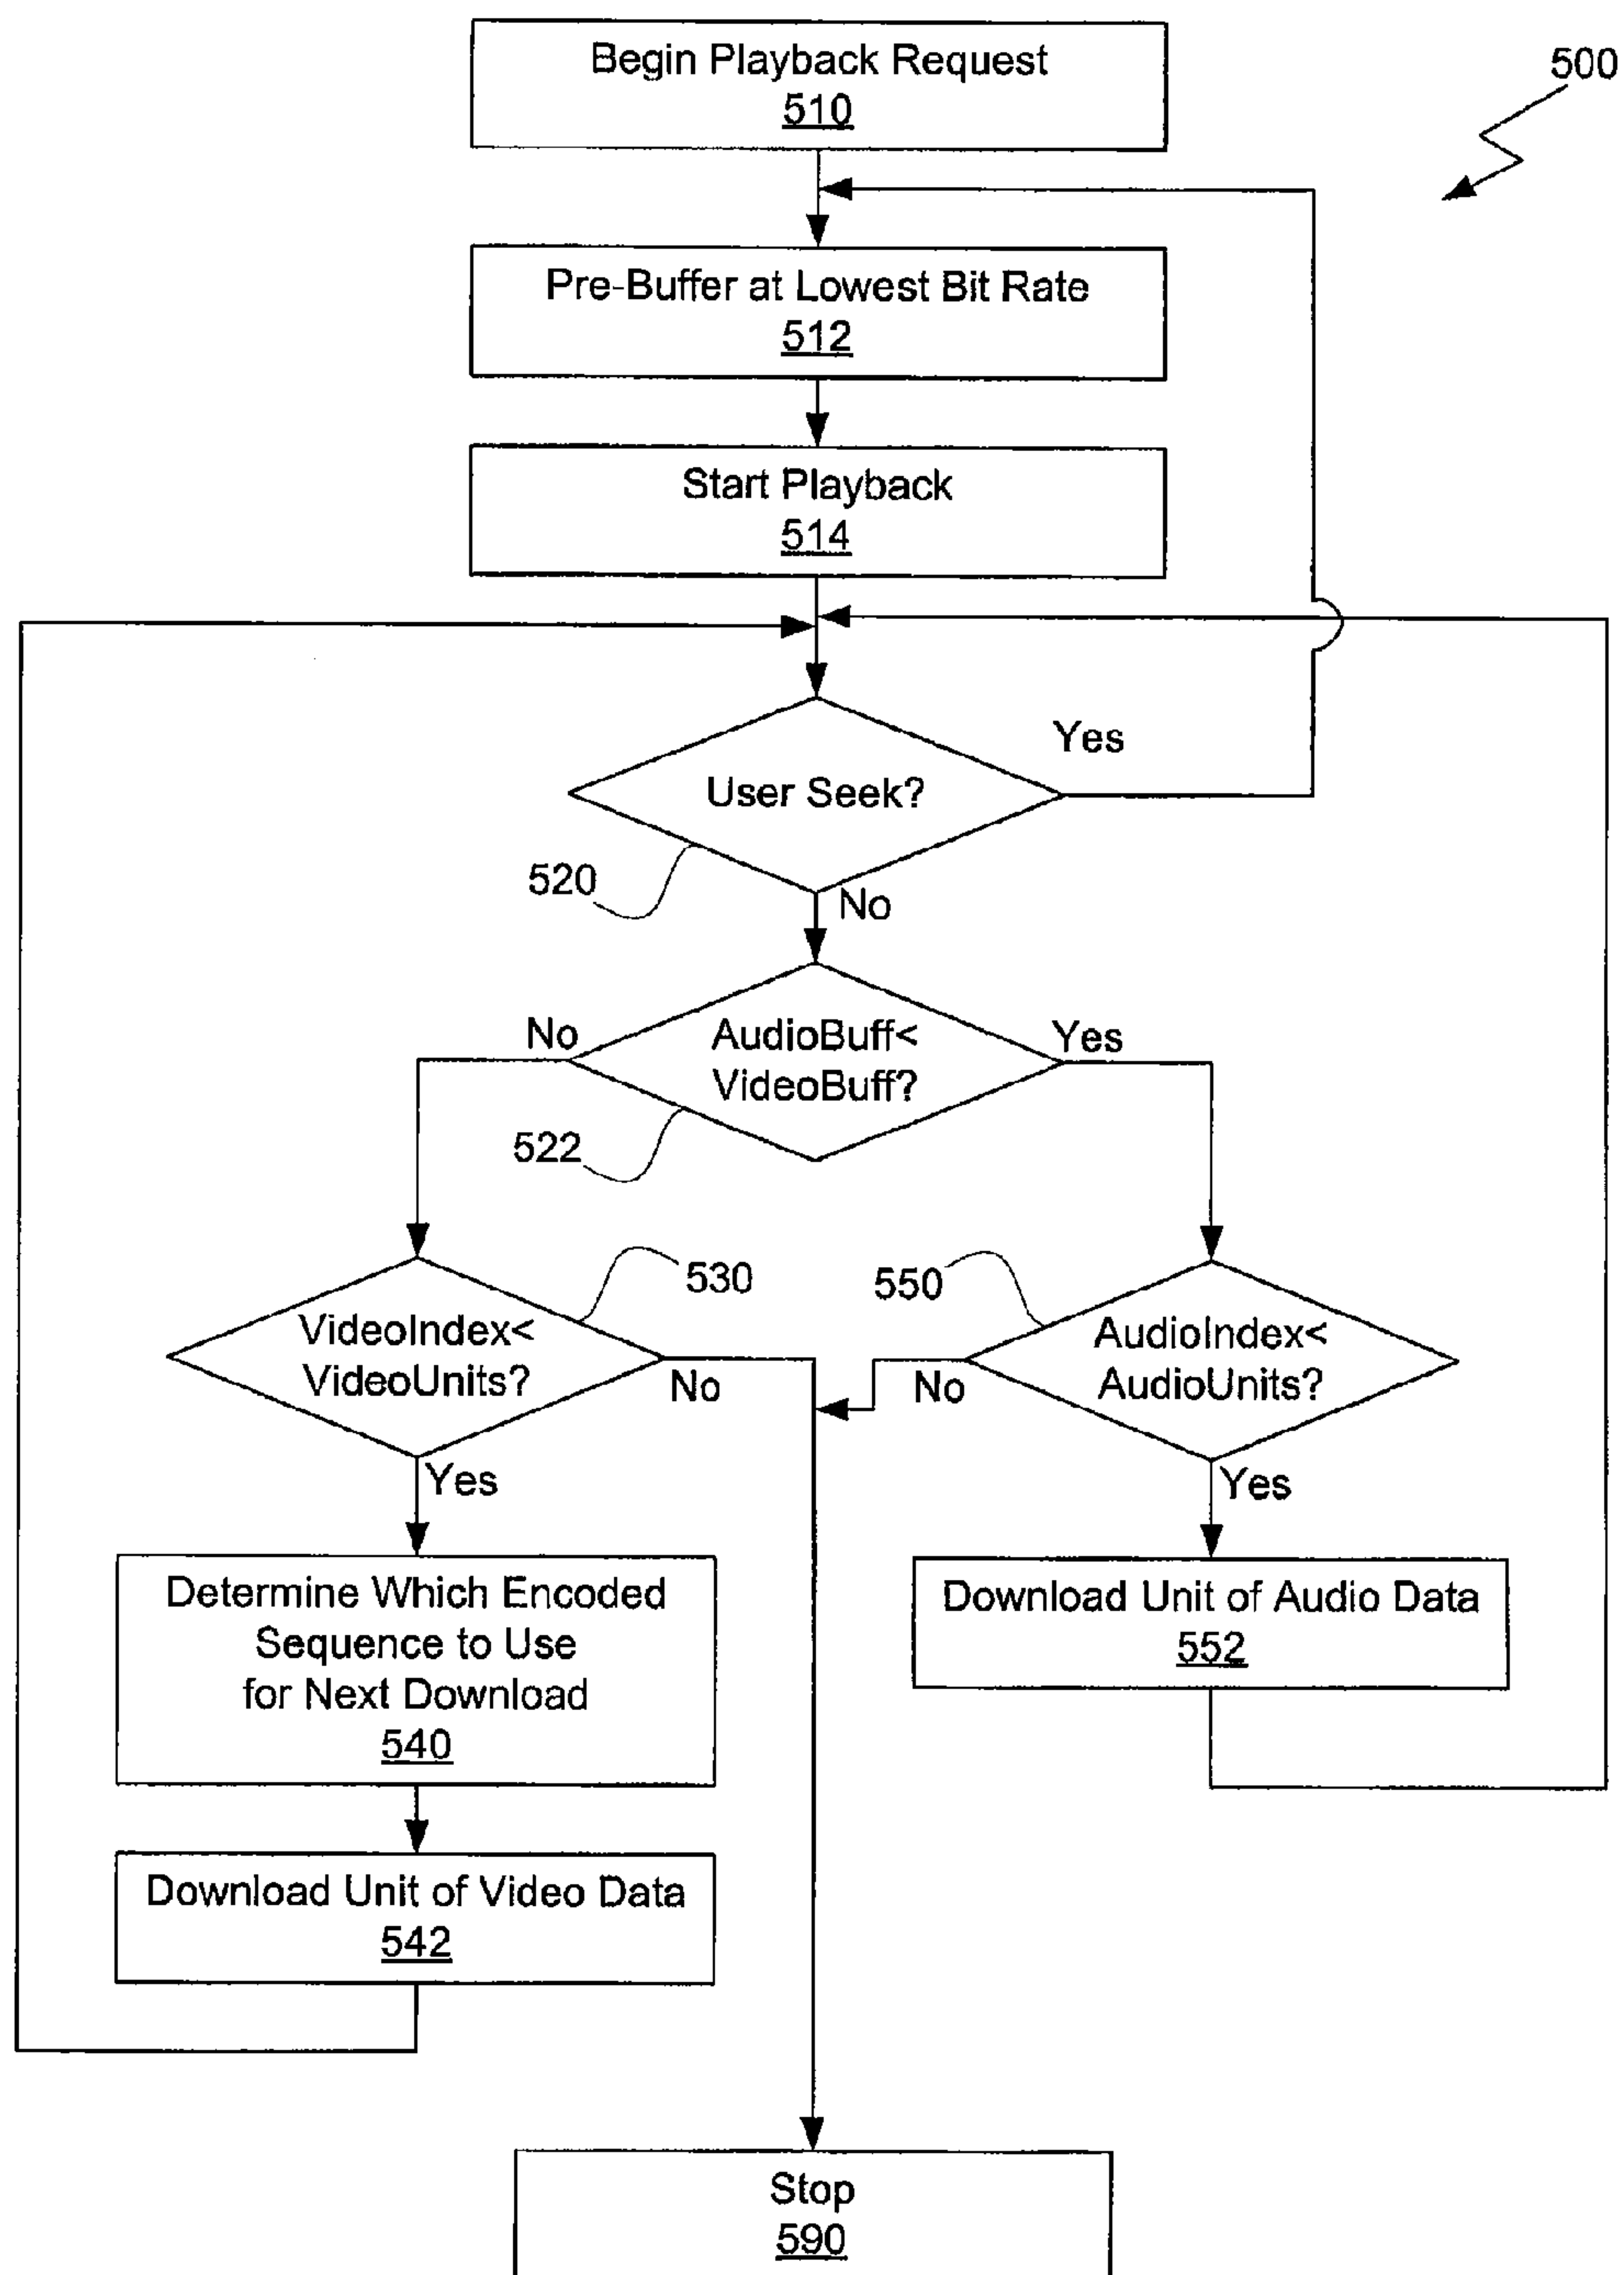 Begin Playback Request
510
500
Pre-Buffer at Lowest Bit Rate
512
Start Playback
514
User Seek?
Yes
520
No
AudioBuff<
VideoBuff?
No
Yes
522
VideoIndex<
VideoUnits?
530
No
Yes
550
AudioIndex<
AudioUnits?
No
Yes
Determine Which Encoded
Sequence to Use
for Next Download
540
Download Unit of Audio Data
552
Download Unit of Video Data
542
Stop
590